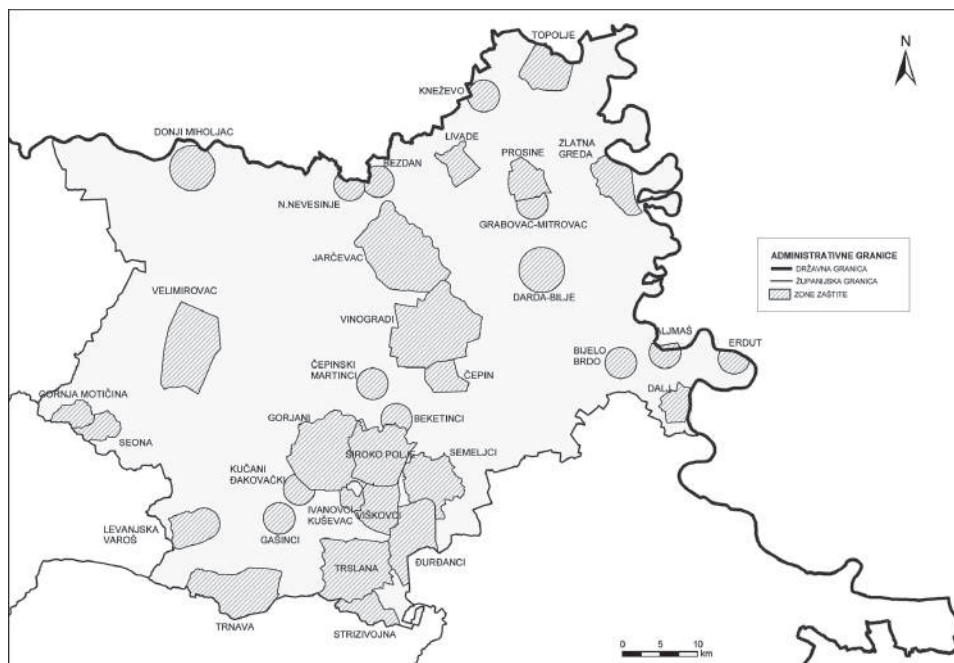 TOPOLJE
N
KNEŽEVO
DONJI MIHOLJAC
LIVADE
PROSINE
ZLATNA
GREDA
BEZDAN
N.NEVESINJE
GRABOVAC-MITROVAC
JARČEVAC
DARDA-BILJE
ADMINISTRATIVNE GRANICE
DRŽAVNA GRANICA
ŽUPANIJSKA GRANICA
ZONE ZAŠTITE
VELIMIROVAC
VINOGRADI
ALJMAŠ
ERDUT
BIJELO
BRDO
ČEPINSKI
MARTINCI
ČEPIN
DALJ
GORNJA MOTIČINA
SEONA
GORJANI
BEKETINCI
ŠIROKO POLJE
SEMELJCI
KUČANI
ĐAKOVAČKI
IVANOVCI
KUŠEVAC
VIŠKOVCI
LEVANJSKA
VAROŠ
GAŠINCI
ĐURĐANCI
TRSLANA
TRNAVA
STRIZIVOJNA
0 5 10
km